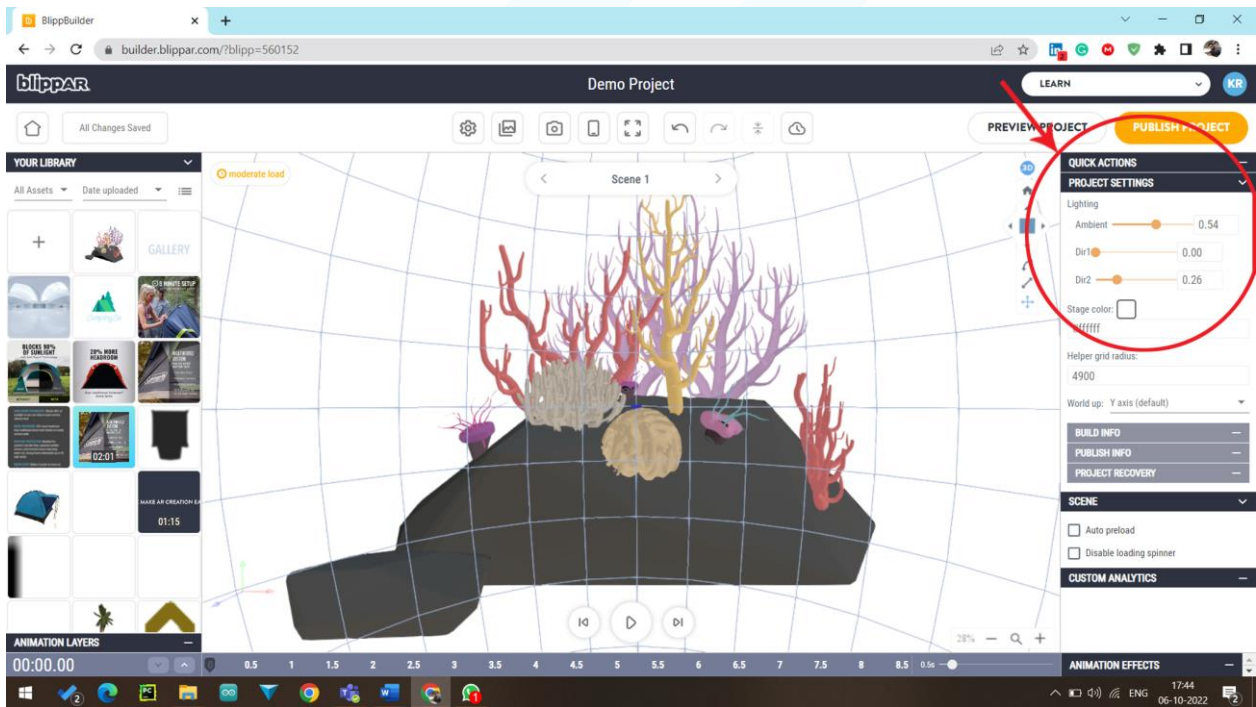 BlippBuilder
builder.blippar.com/?blipp=560152
blippAR
Demo Project
LEARN
KR
All Changes Saved
PREVIEW PROJECT
PUBLISH PROJECT
YOUR LIBRARY
All Assets
Date uploaded
GALLERY
5 MINUTE SETUP
BLOCKS 90%
OF SUNLIGHT
20% MORE
HEADROOM
02:01
MAKE AR CREATION EA
01:15
ANIMATION LAYERS
moderate load
Scene 1
3D
28%
QUICK ACTIONS
PROJECT SETTINGS
Lighting
Ambient 0.54
Dir1 0.00
Dir2 0.26
Stage color:
ffffff
Helper grid radius:
4900
World up: Y axis (default)
BUILD INFO
PUBLISH INFO
PROJECT RECOVERY
SCENE
Auto preload
Disable loading spinner
CUSTOM ANALYTICS
00:00.00
0.5 1 1.5 2 2.5 3 3.5 4 4.5 5 5.5 6 6.5 7 7.5 8 8.5 0.5s
ANIMATION EFFECTS
ENG
17:44
06-10-2022